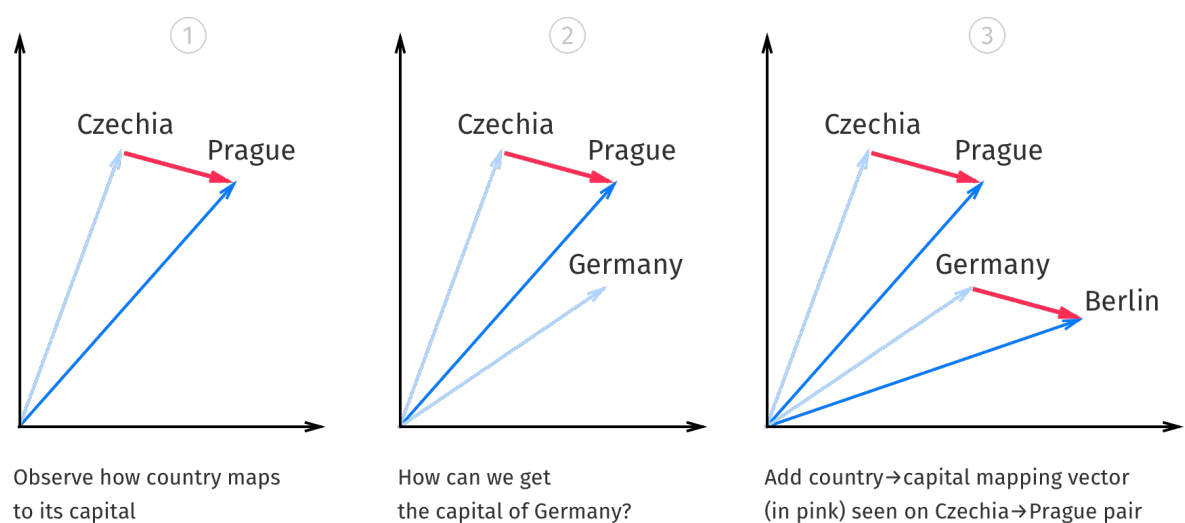 1
Czechia
Prague
Observe how country maps
to its capital
2
Czechia
Prague
Germany
How can we get
the capital of Germany?
3
Czechia
Prague
Germany
Berlin
Add country→capital mapping vector
(in pink) seen on Czechia→Prague pair